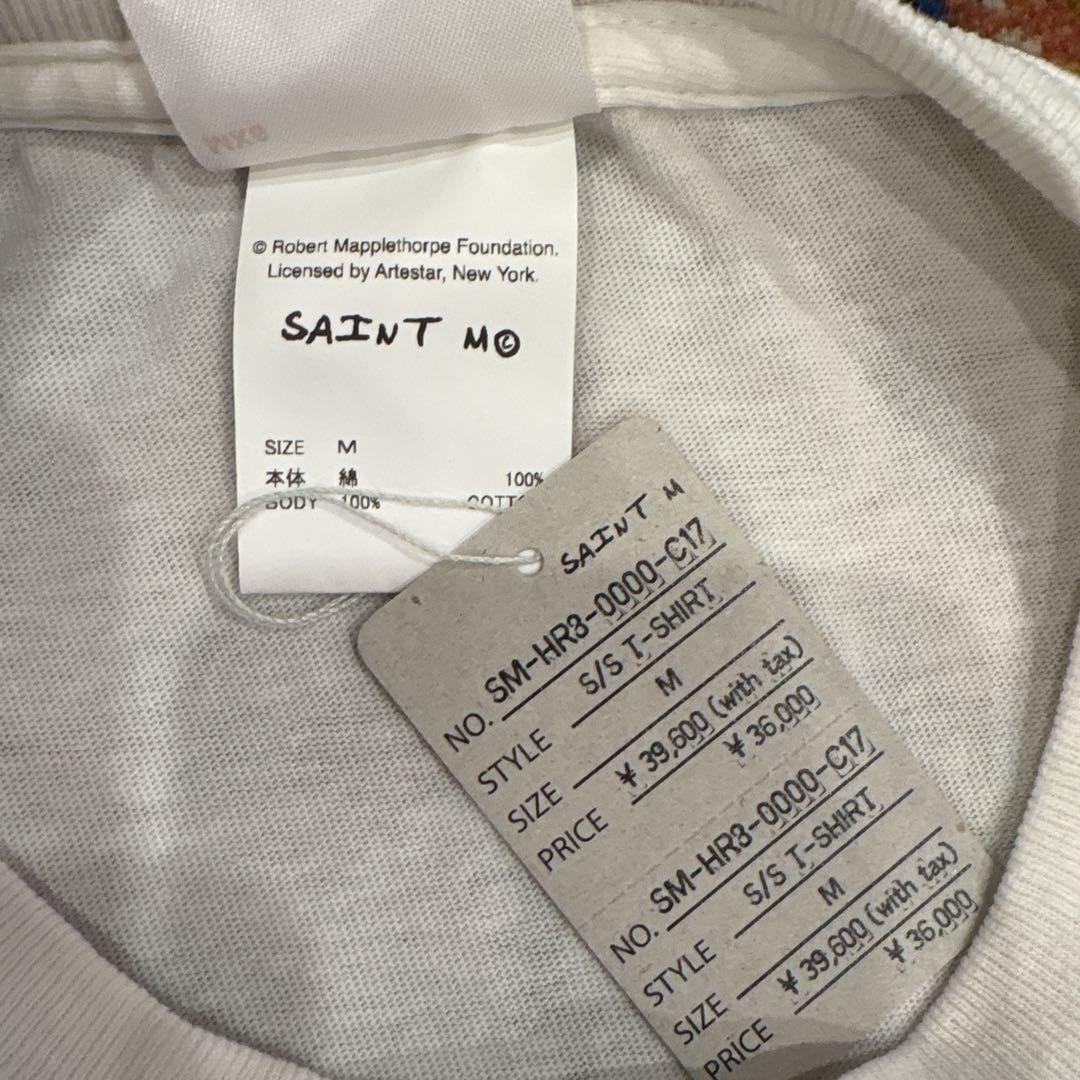 © Robert Mapplethorpe Foundation.
Licensed by Artestar, New York.
SAINT M©
SIZE M
本体 綿 100%
BODY 100%
SAINT M
NO. SM-HR3-0000-C17
STYLE S/S T-SHIRT
SIZE M
PRICE ¥ 39,600 (with tax)
¥ 36,000
NO. SM-HR3-0000-C17
STYLE S/S T-SHIRT
SIZE M
PRICE ¥ 39,600 (with tax)
¥ 36,000